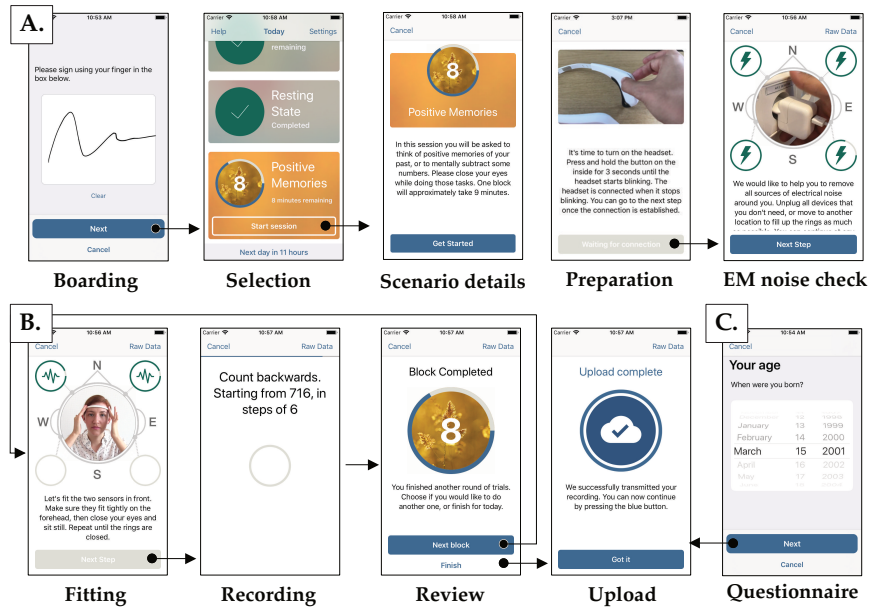 A.
10:53 AM
Please sign using your finger in the
box below.
Clear
Next
Cancel
Boarding
Carrier 10:58 AM
Help Today Settings
remaining
Resting
State
Completed
8
Positive
Memories
8 minutes remaining
Start session
Next day in 11 hours
Selection
Carrier 10:58 AM
Cancel
8
Positive Memories
In this session you will be asked to
think of positive memories of your
past, or to mentally subtract some
numbers. Please close your eyes
while doing those tasks. One block
will approximately take 9 minutes.
Get Started
Scenario details
Carrier 3:07 PM
Cancel
It's time to turn on the headset.
Press and hold the button on the
inside for 3 seconds until the
headset starts blinking. The
headset is connected when it stops
blinking. You can go to the next step
once the connection is established.
Waiting for connection
Preparation
Carrier 10:56 AM
Cancel Raw Data
N
W E
S
We would like to help you to remove
all sources of electrical noise
around you. Unplug all devices that
you don't need, or move to another
location to fill up the rings as much
Next Step
EM noise check
B.
10:56 AM
Cancel Raw Data
N
W E
S
Let's fit the two sensors in front.
Make sure they fit tightly on the
forehead, then close your eyes and
sit still. Repeat until the rings are
closed.
Next Step
Fitting
Carrier 10:57 AM
Cancel Raw Data
Count backwards.
Starting from 716, in
steps of 6
Recording
Carrier 10:57 AM
Cancel Raw Data
Block Completed
8
You finished another round of trials.
Choose if you would like to do
another one, or finish for today.
Next block
Finish
Review
Carrier 10:57 AM
Raw Data
Upload complete
We successfully transmitted your
recording. You can now continue
by pressing the blue button.
Got it
Upload
C.
10:54 AM
Cancel
Your age
When were you born?
January 13 1999
February 14 2000
March 15 2001
April 16 2002
May 17 2003
Next
Cancel
Questionnaire